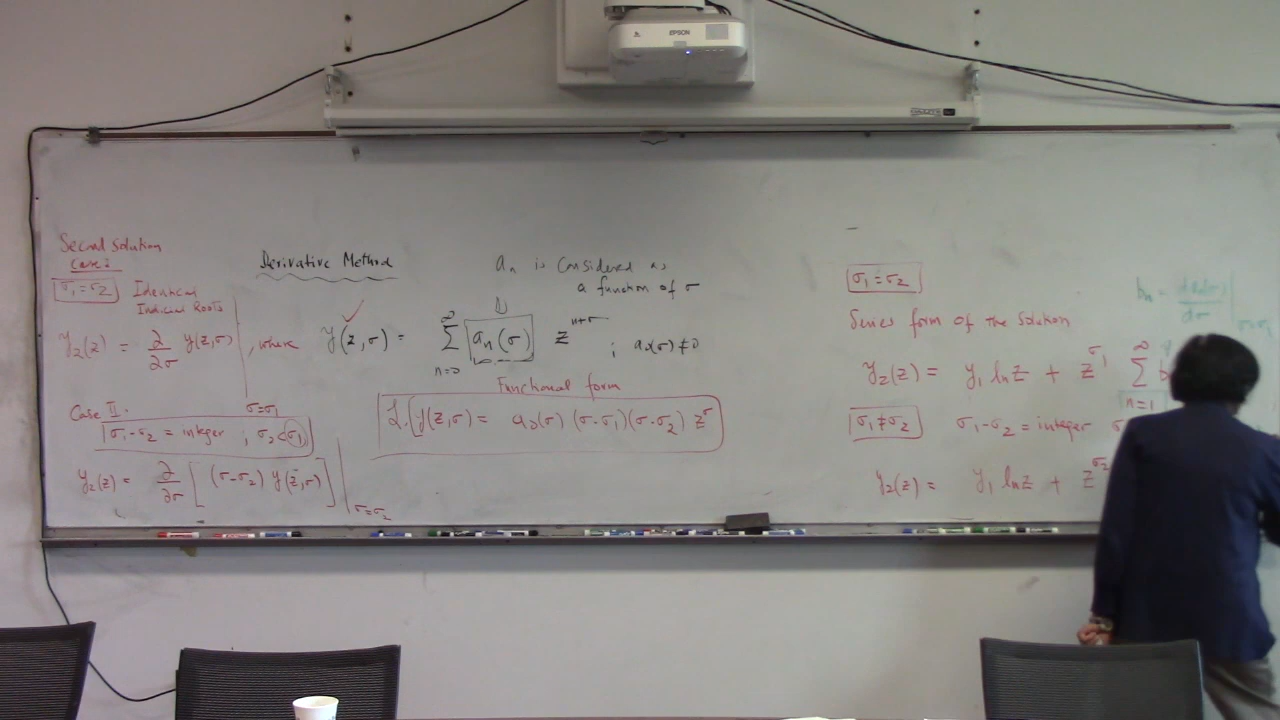 EPSON
Second solution
Case:
σ₁ = σ₂ Identical
Indicial Roots
y₂(z) = ∂/∂σ y(z,σ) | σ=σ₁ , where y(z,σ) = ∑ n=0 ∞ aₙ(σ) z^(n+σ) ; a₀(σ) ≠ 0
Derivative Method
aₙ is considered as
a function of σ
Functional form
L[y(z,σ) = a₀(σ) (σ-σ₁)(σ-σ₂) z^σ
Case II.
σ₁-σ₂ = integer ; σ₂ < σ₁
y₂(z) = ∂/∂σ [ (σ-σ₂) y(z,σ) ] | σ=σ₂
σ₁ = σ₂
Series form of the solution
y₂(z) = y₁ ln z + z^σ₁ ∑ n=1 ∞ b
σ₁ ≠ σ₂ σ₁-σ₂ = integer σ
y₂(z) = y₁ ln z + z^σ₂
bₙ =
dσ